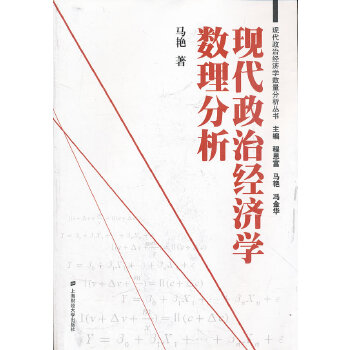 现代政治经济学数量分析丛书
主编 程恩富 马艳 冯金华
现代政治经济学
数理分析
马艳 著
上海财经大学出版社